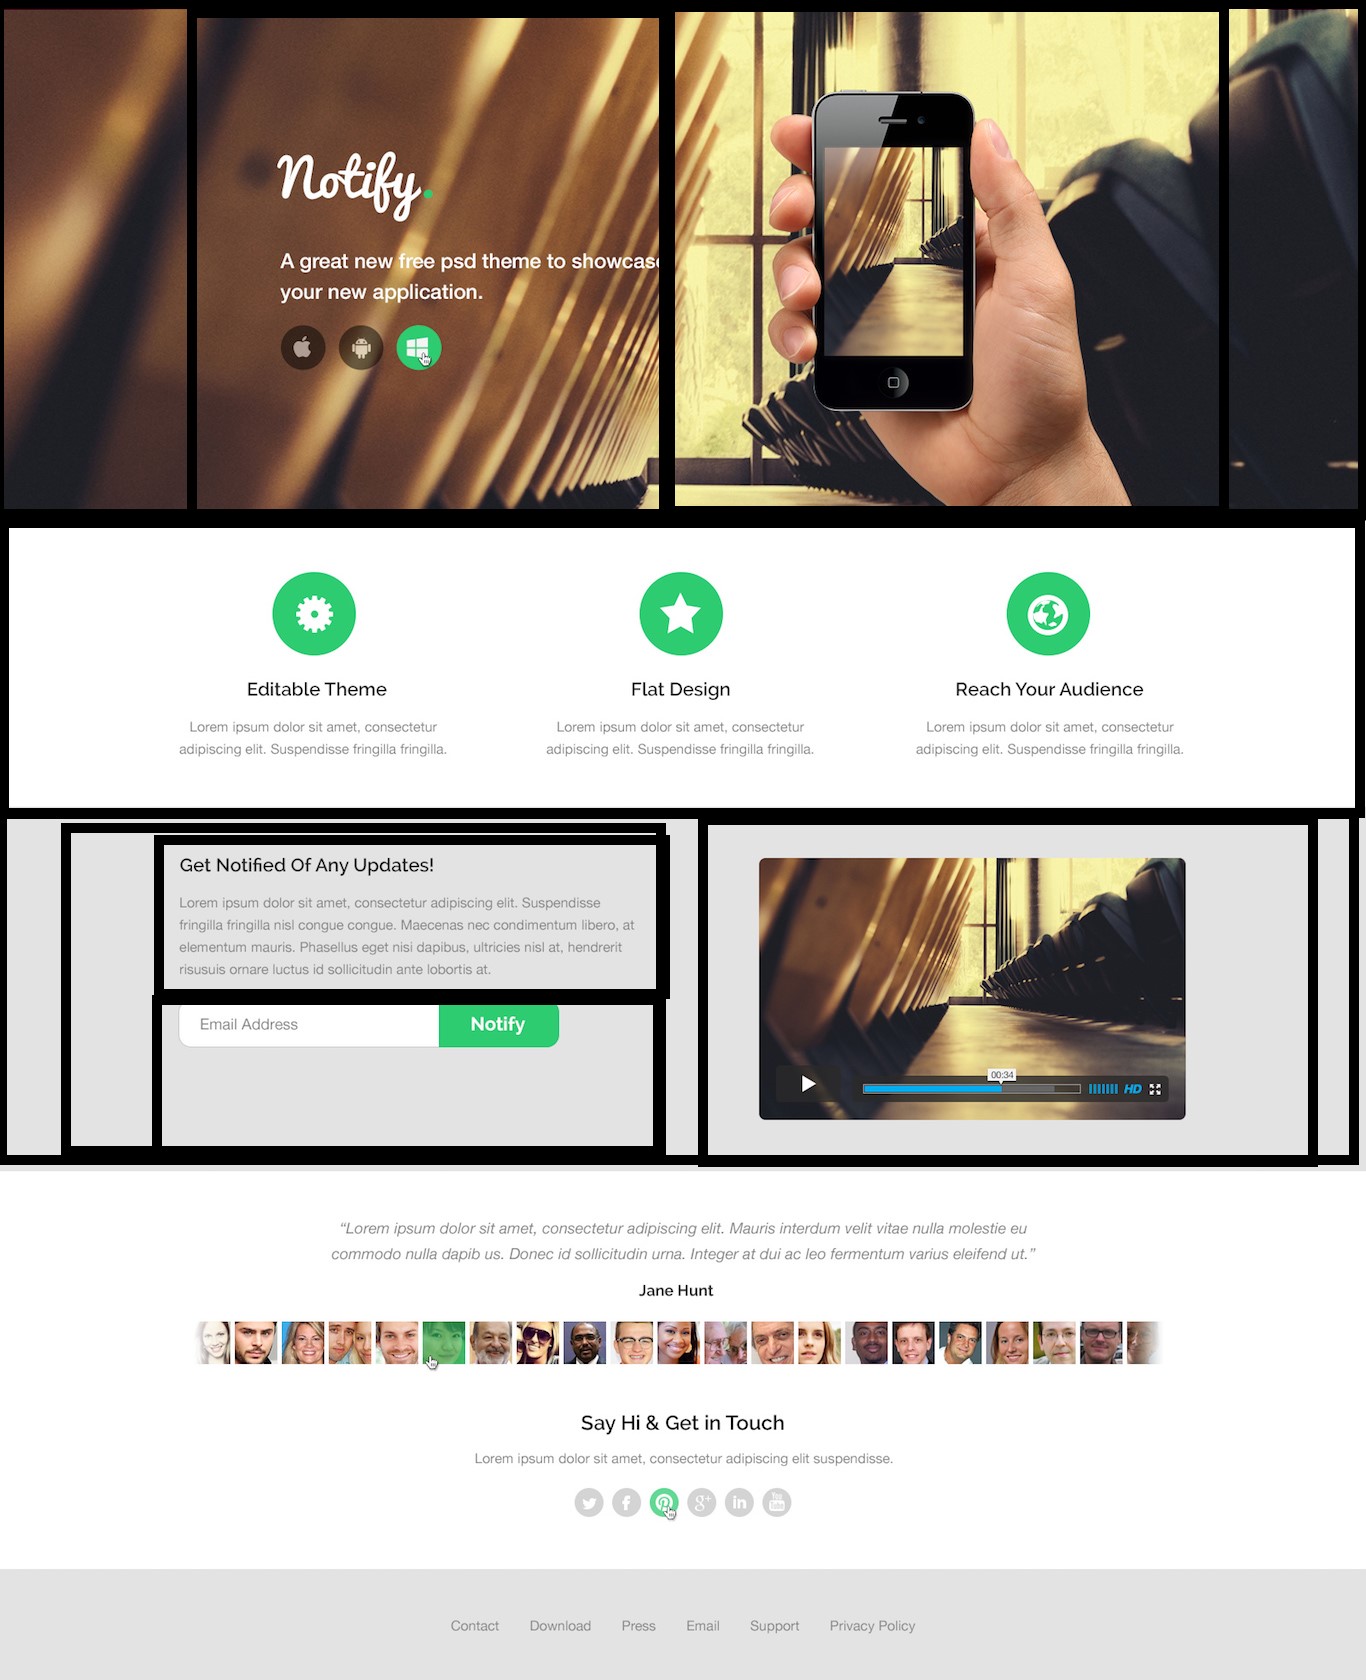 Notify.
A great new free psd theme to showcase
your new application.
Editable Theme
Lorem ipsum dolor sit amet, consectetur
adipiscing elit. Suspendisse fringilla fringilla.
Flat Design
Lorem ipsum dolor sit amet, consectetur
adipiscing elit. Suspendisse fringilla fringilla.
Reach Your Audience
Lorem ipsum dolor sit amet, consectetur
adipiscing elit. Suspendisse fringilla fringilla.
Get Notified Of Any Updates!
Lorem ipsum dolor sit amet, consectetur adipiscing elit. Suspendisse
fringilla fringilla nisl congue congue. Maecenas nec condimentum libero, at
elementum mauris. Phasellus eget nisi dapibus, ultricies nisl at, hendrerit
risusuis ornare luctus id sollicitudin ante lobortis at.
Email Address
Notify
00:34
HD
“Lorem ipsum dolor sit amet, consectetur adipiscing elit. Mauris interdum velit vitae nulla molestie eu
commodo nulla dapib us. Donec id sollicitudin urna. Integer at dui ac leo fermentum varius eleifend ut.”
Jane Hunt
Say Hi & Get in Touch
Lorem ipsum dolor sit amet, consectetur adipiscing elit suspendisse.
f g+ in You Tube
Contact Download Press Email Support Privacy Policy